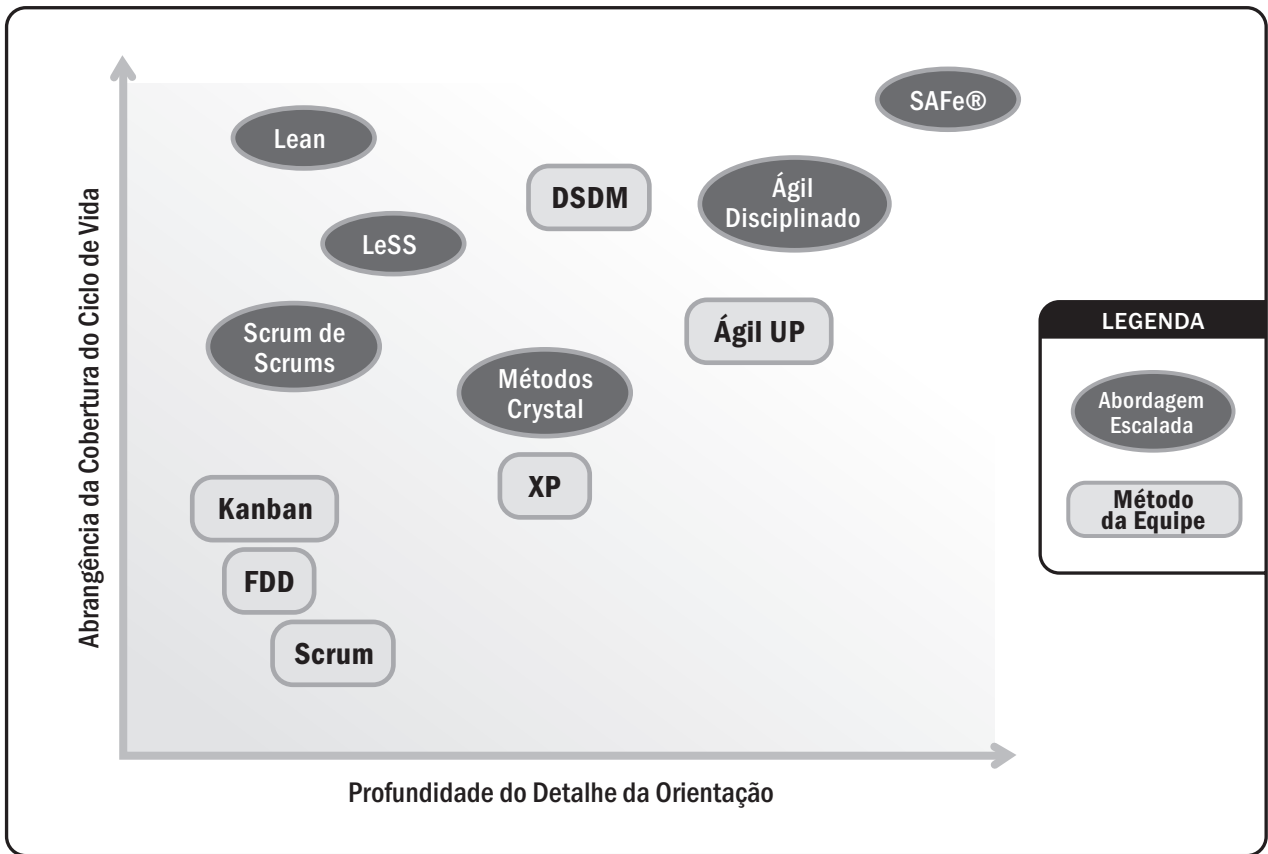 Abrangência da Cobertura do Ciclo de Vida
SAFe®
Lean
DSDM
Ágil
Disciplinado
LeSS
Scrum de
Scrums
Ágil UP
Métodos
Crystal
XP
Kanban
FDD
Scrum
Profundidade do Detalhe da Orientação
LEGENDA
Abordagem
Escalada
Método
da Equipe